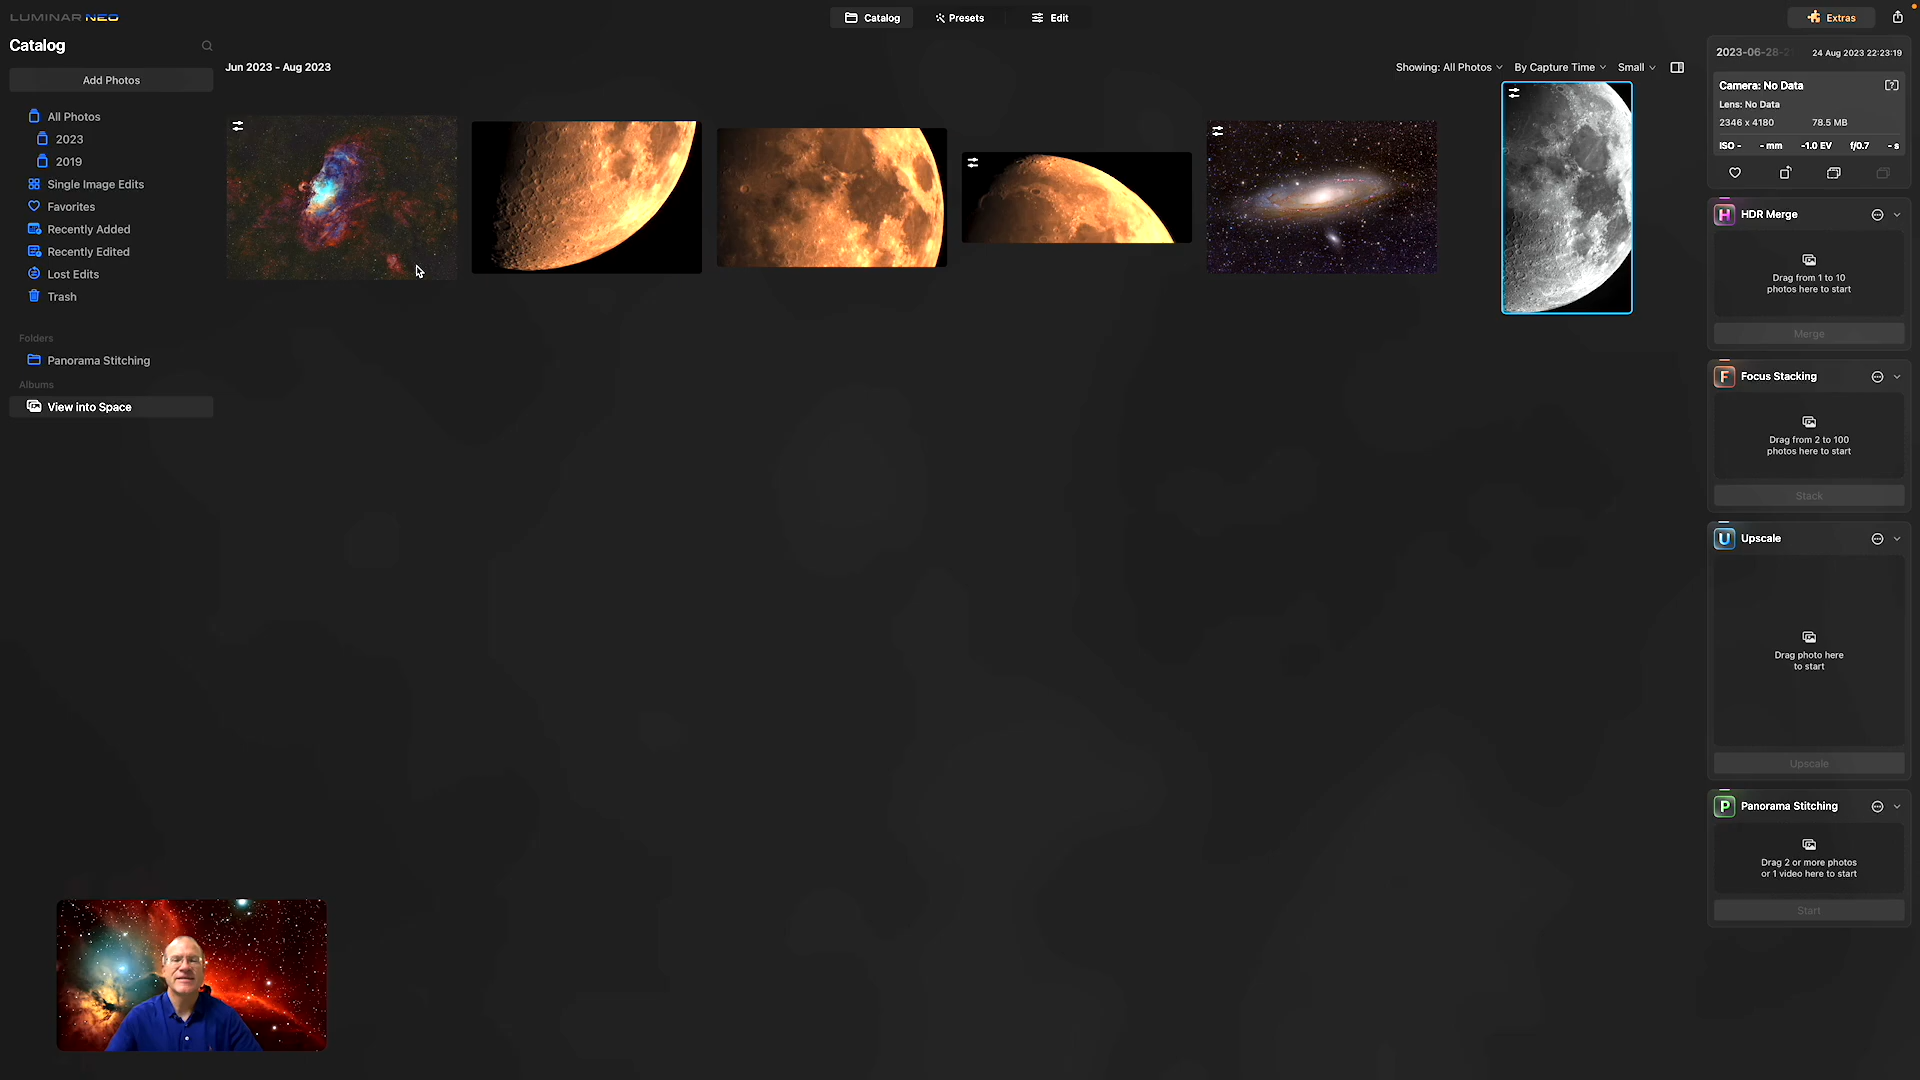 LUMINAR NEO
Catalog
Presets
Edit
Extras
Catalog
Add Photos
All Photos
2023
2019
Single Image Edits
Favorites
Recently Added
Recently Edited
Lost Edits
Trash
Folders
Panorama Stitching
Albums
View into Space
Jun 2023 - Aug 2023
Showing: All Photos
By Capture Time
Small
2023-06-28-2
24 Aug 2023 22:23:19
Camera: No Data
Lens: No Data
2346 x 4180
78.5 MB
ISO -
- mm
-1.0 EV
f/0.7
- s
H
HDR Merge
Drag from 1 to 10
photos here to start
Merge
F
Focus Stacking
Drag from 2 to 100
photos here to start
Stack
U
Upscale
Drag photo here
to start
Upscale
P
Panorama Stitching
Drag 2 or more photos
or 1 video here to start
Start